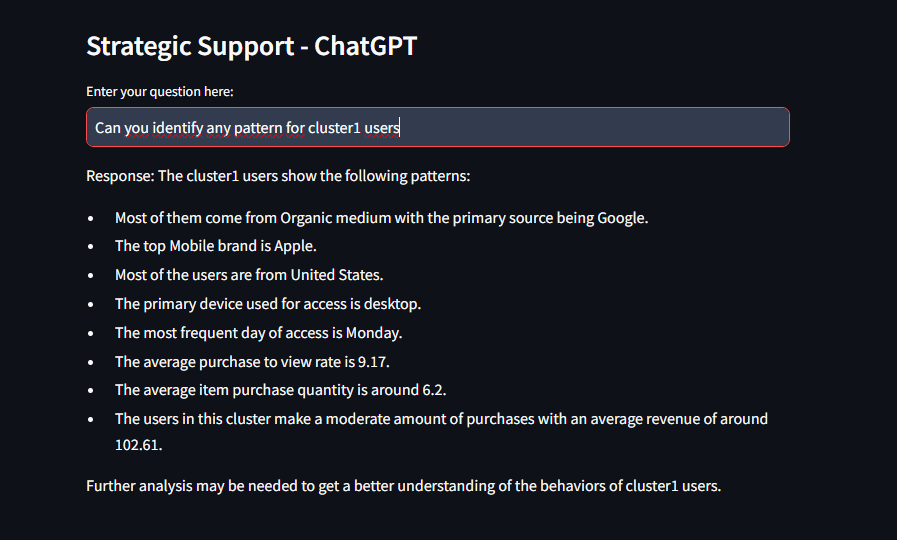 Strategic Support - ChatGPT
Enter your question here:
Can you identify any pattern for cluster1 users
Response: The cluster1 users show the following patterns:
• Most of them come from Organic medium with the primary source being Google.
• The top Mobile brand is Apple.
• Most of the users are from United States.
• The primary device used for access is desktop.
• The most frequent day of access is Monday.
• The average purchase to view rate is 9.17.
• The average item purchase quantity is around 6.2.
• The users in this cluster make a moderate amount of purchases with an average revenue of around
102.61.
Further analysis may be needed to get a better understanding of the behaviors of cluster1 users.